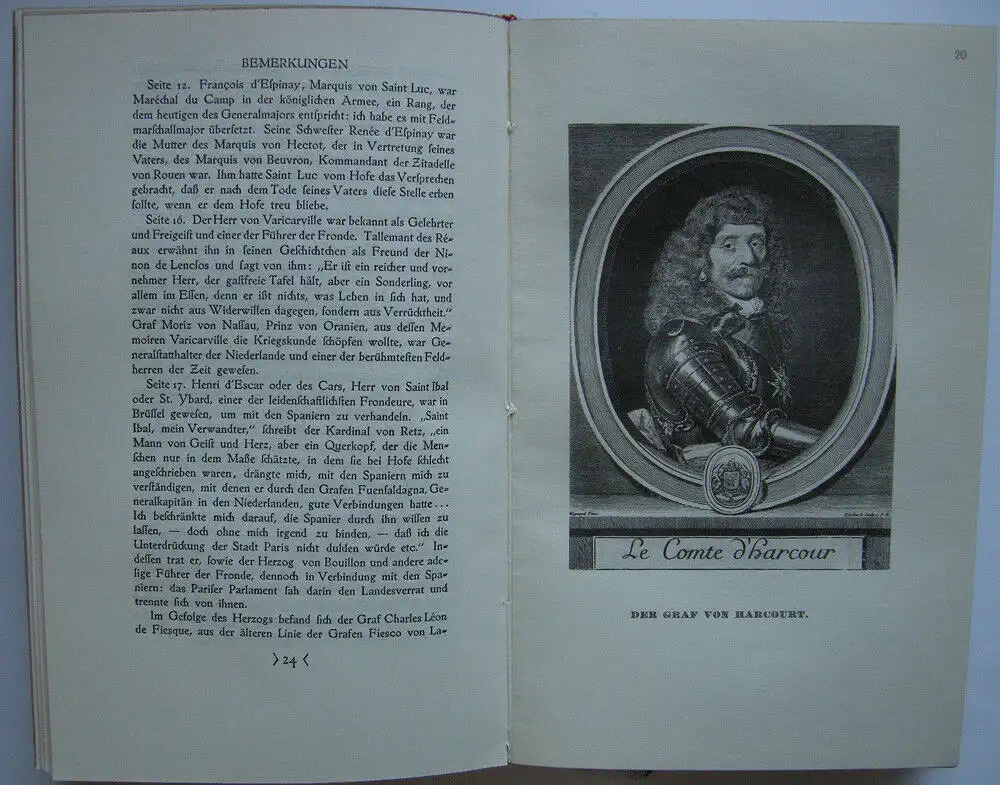 BEMERKUNGEN
Seite 12. François d'Eſpinay, Marquis von Saint Luc, war
Maréchal du Camp in der königlichen Armee, ein Rang, der
dem heutigen des Generalmajors entſpricht: ich habe es mit Feld-
marſchallmajor überſetzt. Seine Schweſter Renée d'Eſpinay war
die Mutter des Marquis von Hectot, der in Vertretung ſeines
Vaters, des Marquis von Beuvron, Kommandant der Zitadelle
von Rouen war. Ihm hatte Saint Luc vom Hofe das Verſprechen
gebracht, daß er nach dem Tode ſeines Vaters dieſe Stelle erben
ſollte, wenn er dem Hofe treu bliebe.
Seite 16. Der Herr von Varicarville war bekannt als Gelehrter
und Freigeiſt und einer der Führer der Fronde. Tallemant des Ré-
aux erwähnt ihn in ſeinen Geſchichtchen als Freund der Ni-
non de Lenclos und ſagt von ihm: „Er iſt ein reicher und vor-
nehmer Herr, der gaſtfreie Tafel hält, aber ein Sonderling, vor
allem im Eſſen, denn er ißt nichts, was Leben in ſich hat, und
zwar nicht aus Widerwillen dagegen, ſondern aus Verrücktheit."
Graf Moriz von Naſſau, Prinz von Oranien, aus deſſen Me-
moiren Varicarville die Kriegskunde ſchöpfen wollte, war Ge-
neralſtatthalter der Niederlande und einer der berühmteſten Feld-
herren der Zeit geweſen.
Seite 17. Henri d'Escar oder des Cars, Herr von Saint Ibal
oder St. Ybard, einer der leidenſchaftlichſten Frondeure, war in
Brüſſel geweſen, um mit den Spaniern zu verhandeln. „Saint
Ibal, mein Verwandter," ſchreibt der Kardinal von Retz, „ein
Mann von Geiſt und Herz, aber ein Querkopf, der die Men-
ſchen nur in dem Maße ſchätzte, in dem ſie bei Hofe ſchlecht
angeſchrieben waren, drängte mich, mit den Spaniern mich zu
verſtändigen, mit denen er durch den Grafen Fuenſaldagna, Ge-
neralkapitän in den Niederlanden, gute Verbindungen hatte...
Ich beſchränkte mich darauf, die Spanier durch ihn wiſſen zu
laſſen, — doch ohne mich irgend zu binden, — daß ich die
Unterdrückung der Stadt Paris nicht dulden würde etc." In-
deſſen trat er, ſowie der Herzog von Bouillon und andere ade-
lige Führer der Fronde, dennoch in Verbindung mit den Spa-
niern: das Pariſer Parlament ſah darin den Landesverrat und
trennte ſich von ihnen.
Im Gefolge des Herzogs befand ſich der Graf Charles Léon
de Fiesque, aus der älteren Linie der Grafen Fiesco von La-
>24<
20
Le Comte d'harcour
DER GRAF VON HARCOURT.